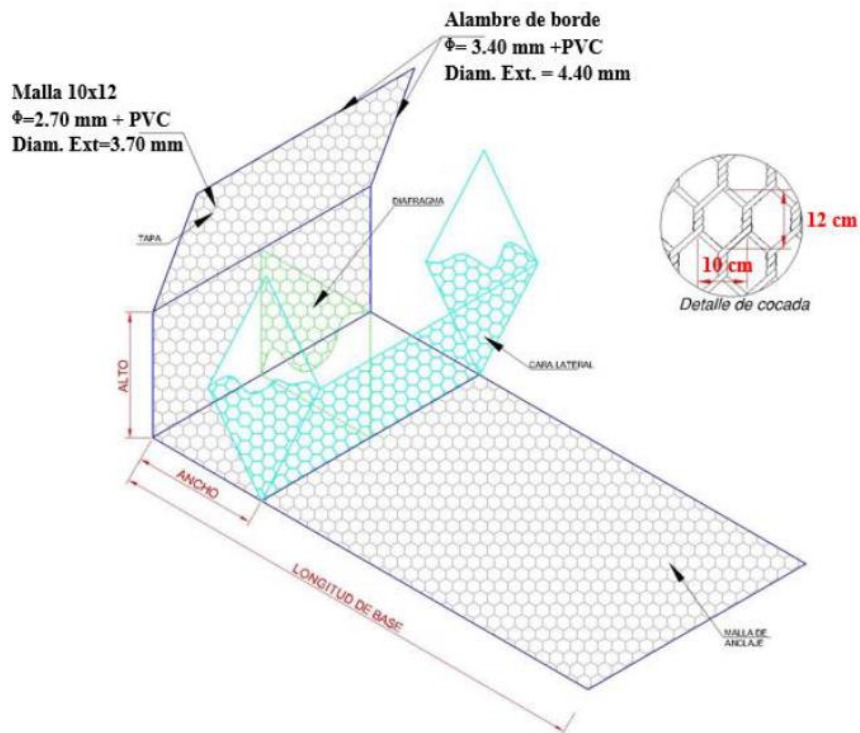 Alambre de borde
Φ= 3.40 mm +PVC
Diam. Ext. = 4.40 mm
Malla 10x12
Φ=2.70 mm + PVC
Diam. Ext=3.70 mm
DIAFRAGMA
TAPA
12 cm
10 cm
Detalle de cocada
ALTO
CARA LATERAL
ANCHO
LONGITUD DE BASE
MALLA DE
ANCLAJE